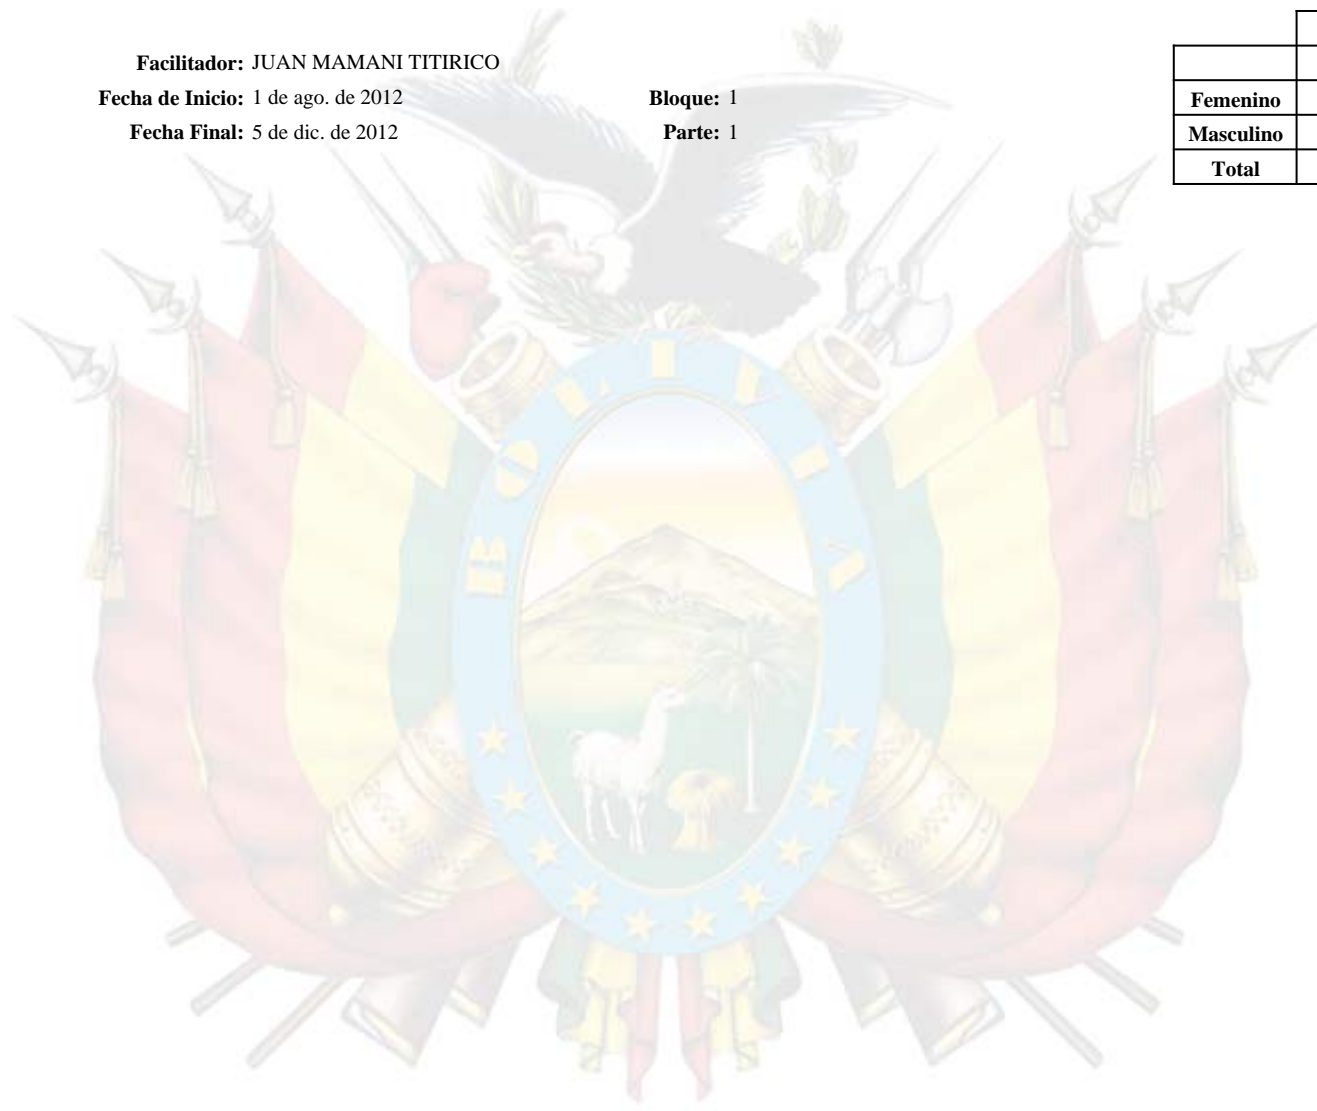 Facilitador: JUAN MAMANI TITIRICO
Fecha de Inicio: 1 de ago. de 2012 Bloque: 1
Femenino
Fecha Final: 5 de dic. de 2012 Parte: 1
Masculino
Total
BOLIVIA